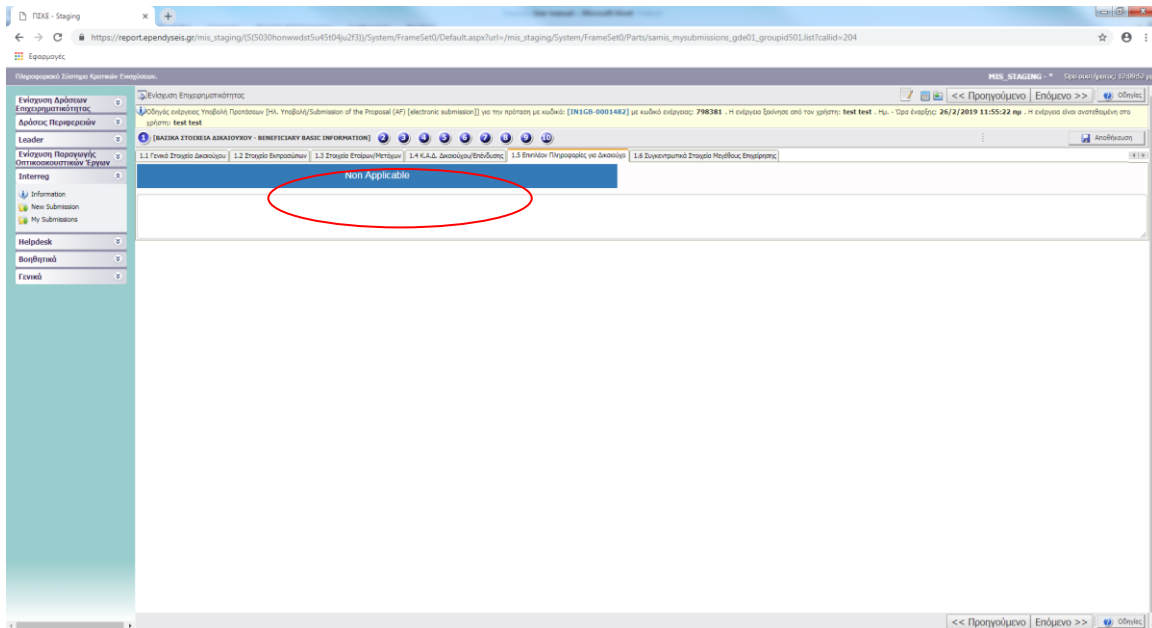 ΠΣΚΕ - Staging
https://report.ependyseis.gr/mis_staging/(S(5030honwwdst5u45t04ju2f3))/System/FrameSet0/Default.aspx?url=/mis_staging/System/FrameSet0/Parts/samis_mysubmissions_gde01_groupid501.list?callid=204
Εφαρμογές
Πληροφοριακό Σύστημα Κρατικών Ενισχύσεων. MIS_STAGING - *
Ενίσχυση Δράσεων Επιχειρηματικότητας
Δράσεις Περιφερειών
Leader
Ενίσχυση Παραγωγής Οπτικοακουστικών Έργων
Interreg
Information
New Submission
My Submissions
Helpdesk
Βοηθητικά
Γενικά
Ενίσχυση Επιχειρηματικότητας << Προηγούμενο Επόμενο >> Οδηγίες
Οδηγός ενέργειας Υποβολή Προτάσεων [Ηλ. Υποβολή/Submission of the Proposal (AF) [electronic submission]] για την πρόταση με κωδικό: [IN1GB-0001482] με κωδικό ενέργειας: 798381 . Η ενέργεια ξεκίνησε από τον χρήστη: test test . Ημ. - Ώρα έναρξης: 26/2/2019 11:55:22 πμ . Η ενέργεια είναι ανατεθειμένη στο
χρήστη: test test
1 [ΒΑΣΙΚΑ ΣΤΟΙΧΕΙΑ ΔΙΚΑΙΟΥΧΟΥ - BENEFICIARY BASIC INFORMATION] 2 3 4 5 6 7 8 9 10 Αποθήκευση
1.1 Γενικά Στοιχεία Δικαιούχου 1.2 Στοιχεία Εκπροσώπων 1.3 Στοιχεία Εταίρων/Μετόχων 1.4 Κ.Α.Δ. Δικαιούχου/Επένδυσης 1.5 Επιπλέον Πληροφορίες για Δικαιούχο 1.6 Συγκεντρωτικά Στοιχεία Μεγέθους Επιχείρησης
Non Applicable
<< Προηγούμενο Επόμενο >> Οδηγίες